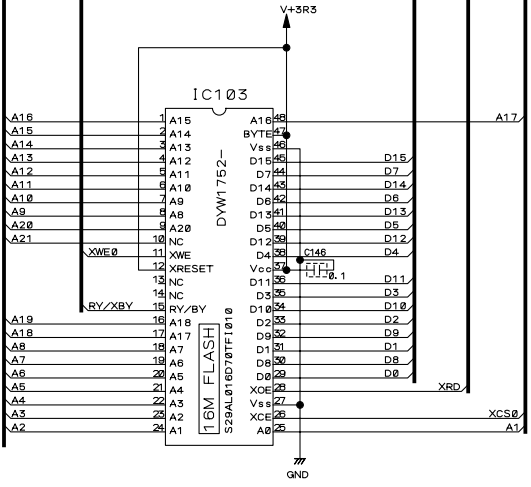 V+3R3
IC103
A16 1 A15 A16 48 A17
A15 2 A14 BYTE 47
A14 3 A13 Vss 46
A13 4 A12 D15 45 D15
A12 5 A11 D7 44 D7
A11 6 A10 D14 43 D14
A10 7 A9 D6 42 D6
A9 8 A8 D13 41 D13
A20 9 A20 D5 40 D5
A21 10 NC D12 39 D12
XWE0 11 XWE D4 38 D4
12 XRESET Vcc 37
C146
0.1
13 NC D11 36 D11
14 NC D3 35 D3
RY/XBY 15 RY/BY D10 34 D10
A19 16 A18 D2 33 D2
A18 17 A17 D9 32 D9
A8 18 A7 D1 31 D1
A7 19 A6 D8 30 D8
A6 20 A5 D0 29 D0
A5 21 A4 XOE 28 XRD
A4 22 A3 Vss 27
A3 23 A2 XCE 26 XCS0
A2 24 A1 A0 25 A1
DYW1752-
16M FLASH
S29AL016D70TFI010
GND